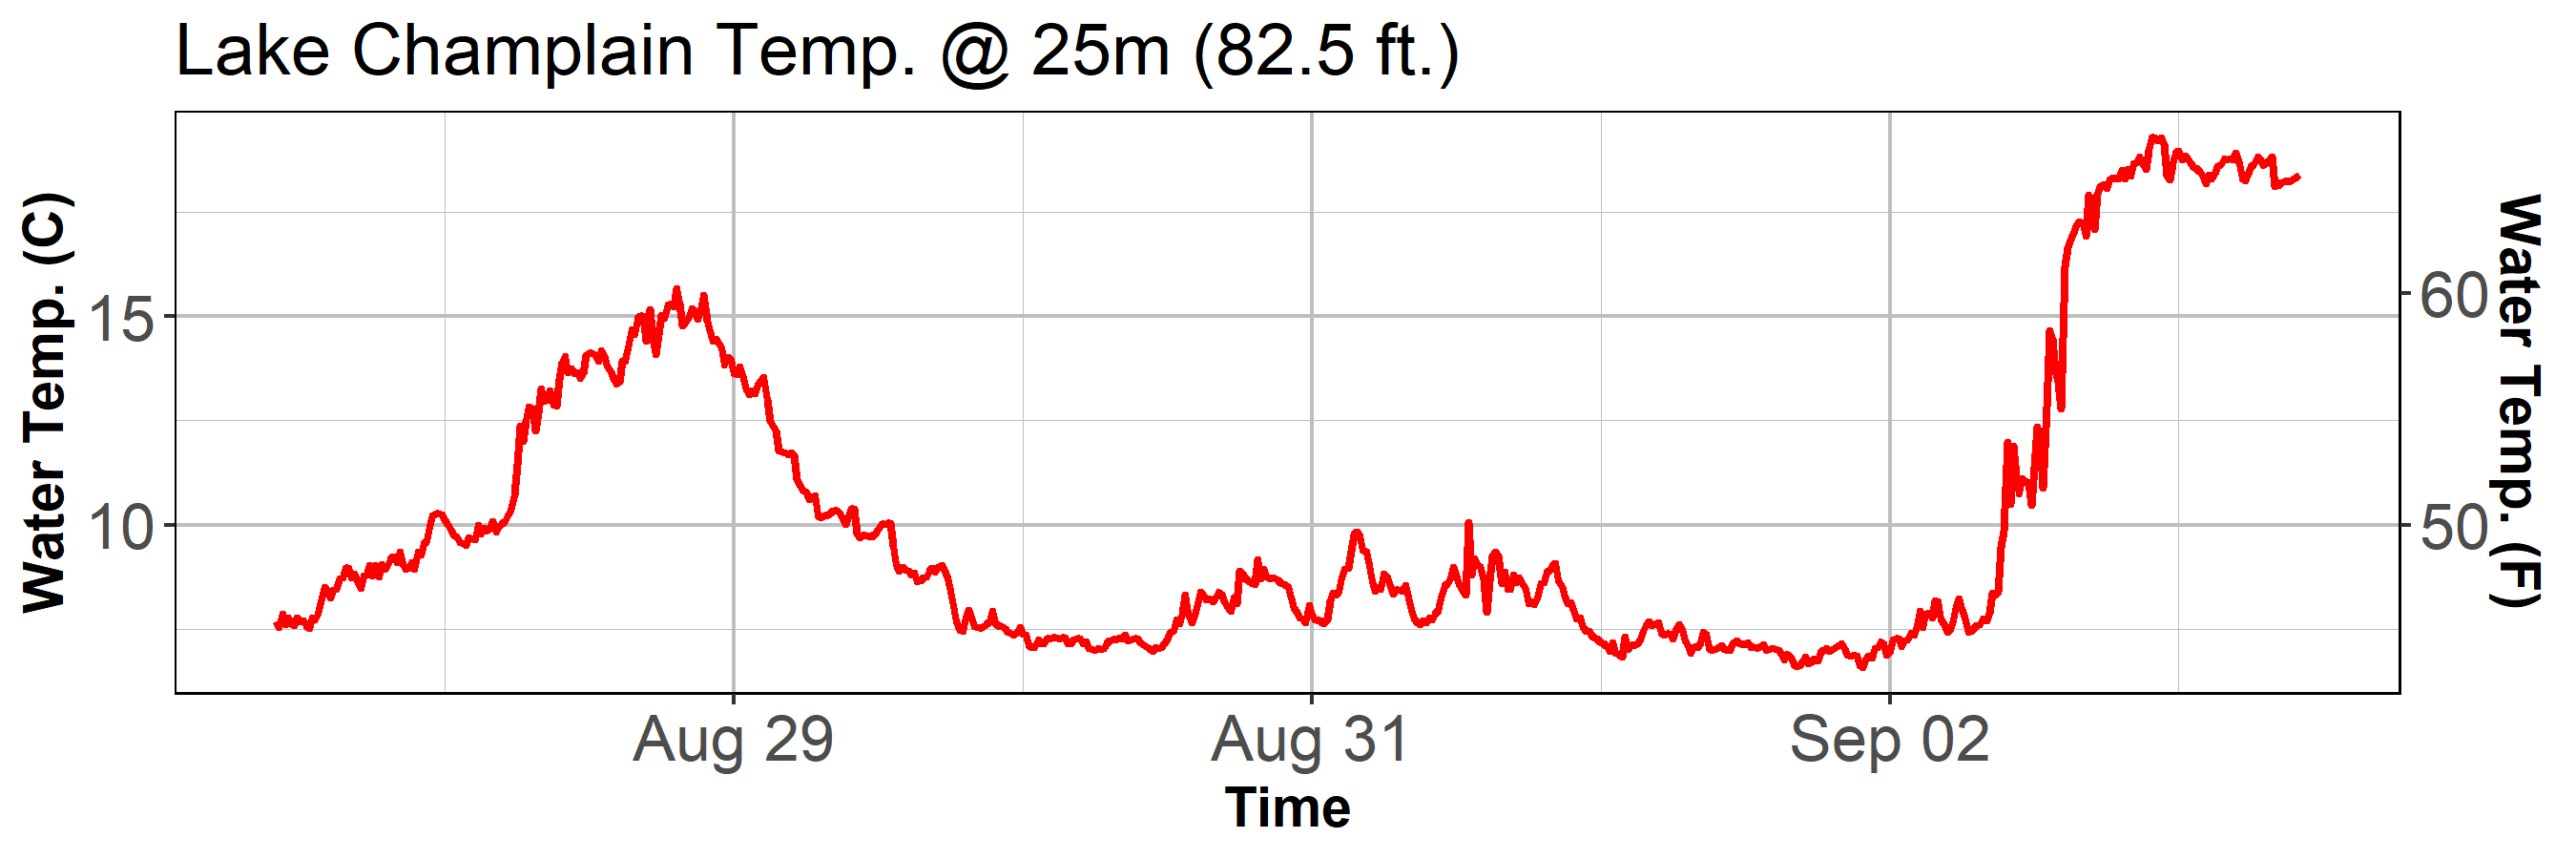 Lake Champlain Temp. @ 25m (82.5 ft.)
Water Temp. (C)
15
10
60
50
Water Temp. (F)
Aug 29
Aug 31
Sep 02
Time